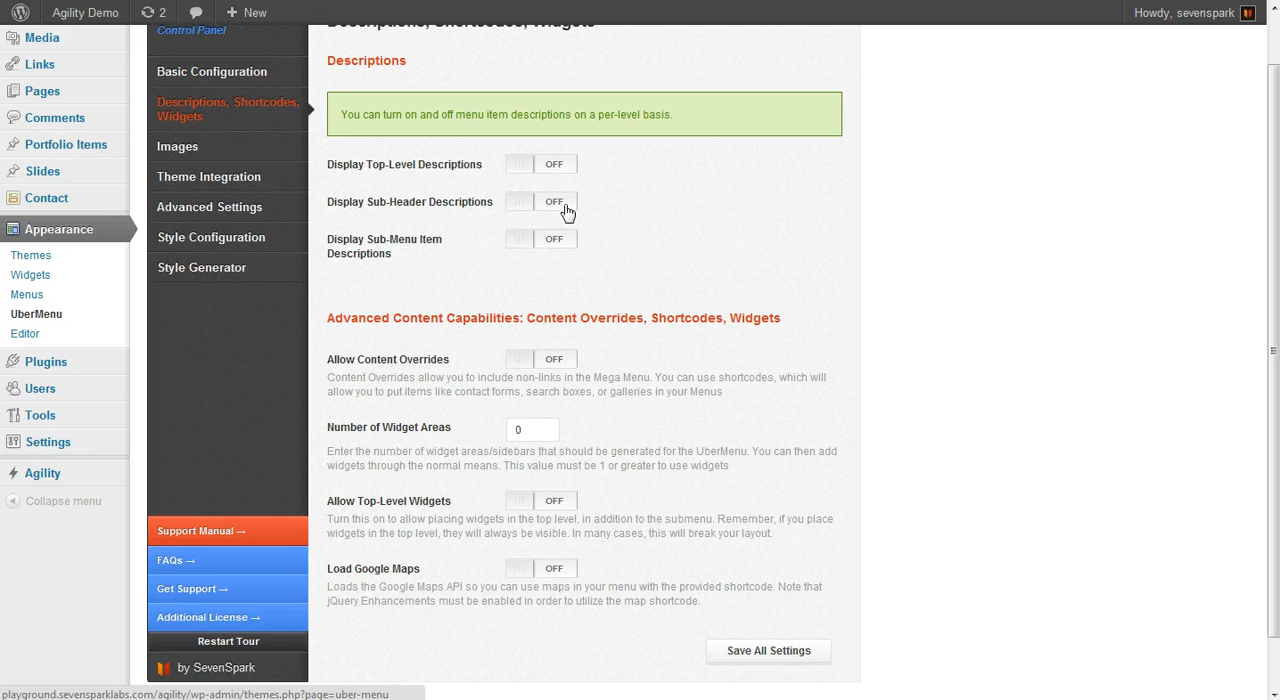 Agility Demo
2
New
Howdy, sevenspark
Media
Links
Pages
Comments
Portfolio Items
Slides
Contact
Appearance
Themes
Widgets
Menus
UberMenu
Editor
Plugins
Users
Tools
Settings
Agility
Collapse menu
Control Panel
Basic Configuration
Descriptions, Shortcodes,
Widgets
Images
Theme Integration
Advanced Settings
Style Configuration
Style Generator
Support Manual →
FAQs →
Get Support →
Additional License →
Restart Tour
by SevenSpark
Descriptions, Shortcodes, Widgets
Descriptions
You can turn on and off menu item descriptions on a per-level basis.
Display Top-Level Descriptions OFF
Display Sub-Header Descriptions OFF
Display Sub-Menu Item OFF
Descriptions
Advanced Content Capabilities: Content Overrides, Shortcodes, Widgets
Allow Content Overrides OFF
Content Overrides allow you to include non-links in the Mega Menu. You can use shortcodes, which will
allow you to put items like contact forms, search boxes, or galleries in your Menus
Number of Widget Areas 0
Enter the number of widget areas/sidebars that should be generated for the UberMenu. You can then add
widgets through the normal means. This value must be 1 or greater to use widgets
Allow Top-Level Widgets OFF
Turn this on to allow placing widgets in the top level, in addition to the submenu. Remember, if you place
widgets in the top level, they will always be visible. In many cases, this will break your layout.
Load Google Maps OFF
Loads the Google Maps API so you can use maps in your menu with the provided shortcode. Note that
jQuery Enhancements must be enabled in order to utilize the map shortcode.
Save All Settings
playground.sevensparklabs.com/agility/wp-admin/themes.php?page=uber-menu